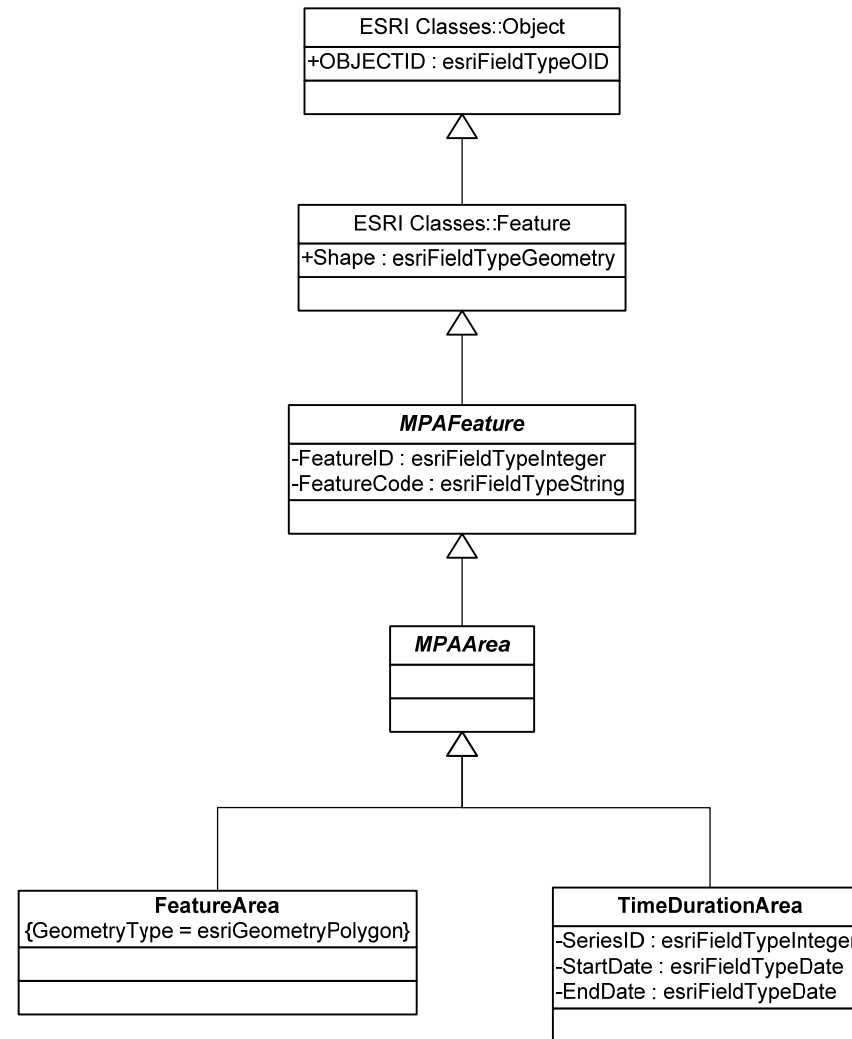 ESRI Classes::Object
+OBJECTID : esriFieldTypeOID
ESRI Classes::Feature
+Shape : esriFieldTypeGeometry
MPAFeature
-FeatureID : esriFieldTypeInteger
-FeatureCode : esriFieldTypeString
MPAArea
FeatureArea
{GeometryType = esriGeometryPolygon}
TimeDurationArea
-SeriesID : esriFieldTypeInteger
-StartDate : esriFieldTypeDate
-EndDate : esriFieldTypeDate